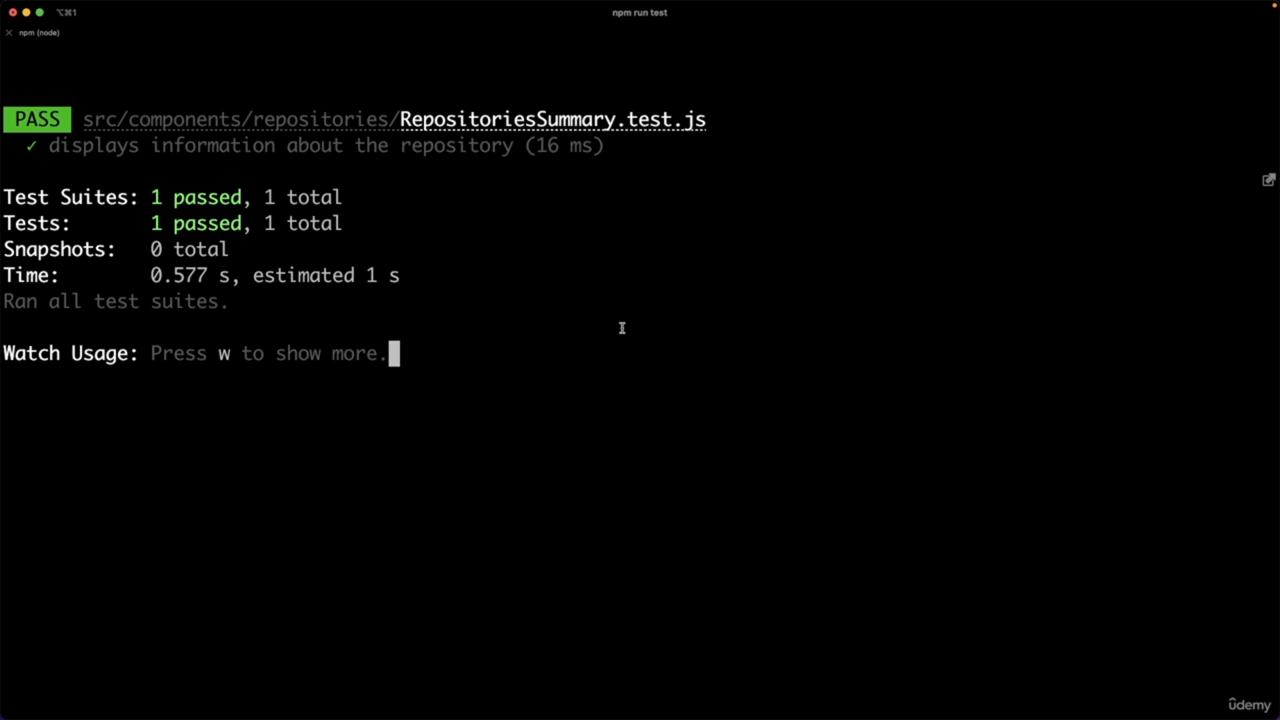 ⌥⌘1
npm run test
npm (node)
PASS src/components/repositories/RepositoriesSummary.test.js
✓ displays information about the repository (16 ms)
Test Suites: 1 passed, 1 total
Tests: 1 passed, 1 total
Snapshots: 0 total
Time: 0.577 s, estimated 1 s
Ran all test suites.
Watch Usage: Press w to show more.
ûdemy